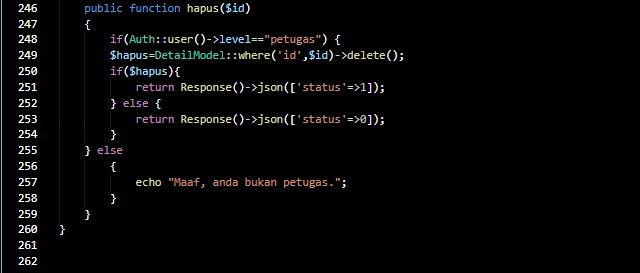 246 public function hapus($id)
247 {
248 if(Auth::user()->level=="petugas") {
249 $hapus=DetailModel::where('id',$id)->delete();
250 if($hapus){
251 return Response()->json(['status'=>1]);
252 } else {
253 return Response()->json(['status'=>0]);
254 }
255 } else
256 {
257 echo "Maaf, anda bukan petugas.";
258 }
259 }
260 }
261
262